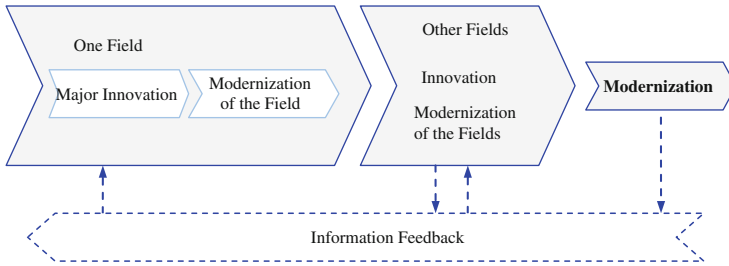 One Field
Major Innovation
Modernization
of the Field
Other Fields
Innovation
Modernization
of the Fields
Modernization
Information Feedback